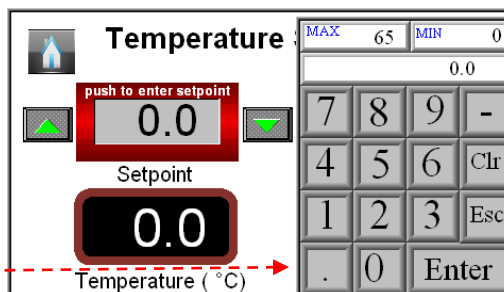 Temperature
push to enter setpoint
0.0
Setpoint
0.0
Temperature ( °C)
MAX 65 MIN 0
0.0
7 8 9 -
4 5 6 Clr
1 2 3 Esc
. 0 Enter